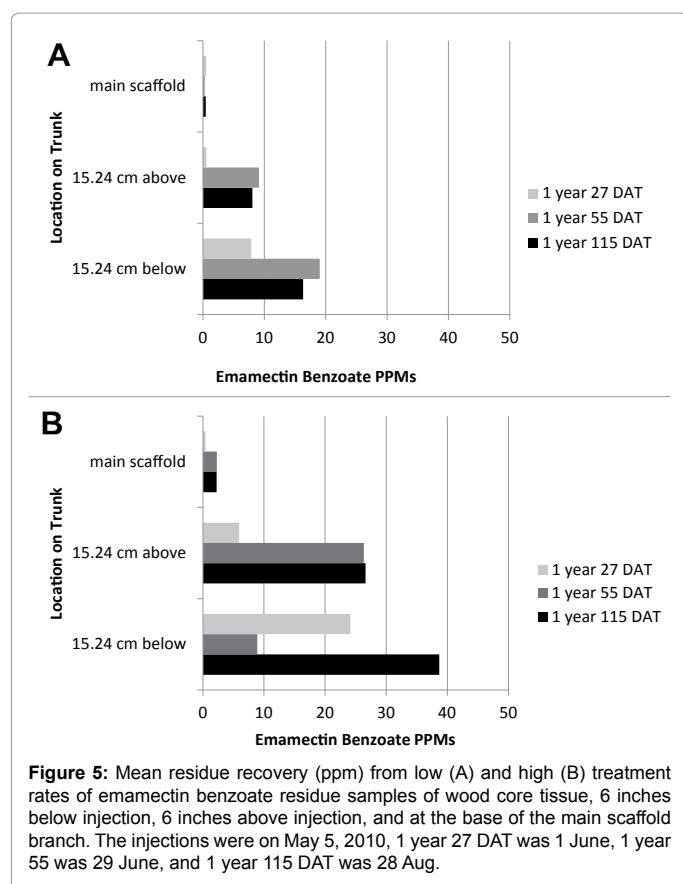 A
Location on Trunk
main scaffold
15.24 cm above
15.24 cm below
1 year 27 DAT
1 year 55 DAT
1 year 115 DAT
0 10 20 30 40 50
Emamectin Benzoate PPMs
B
Location on Trunk
main scaffold
15.24 cm above
15.24 cm below
1 year 27 DAT
1 year 55 DAT
1 year 115 DAT
0 10 20 30 40 50
Emamectin Benzoate PPMs
Figure 5: Mean residue recovery (ppm) from low (A) and high (B) treatment
rates of emamectin benzoate residue samples of wood core tissue, 6 inches
below injection, 6 inches above injection, and at the base of the main scaffold
branch. The injections were on May 5, 2010, 1 year 27 DAT was 1 June, 1 year
55 was 29 June, and 1 year 115 DAT was 28 Aug.